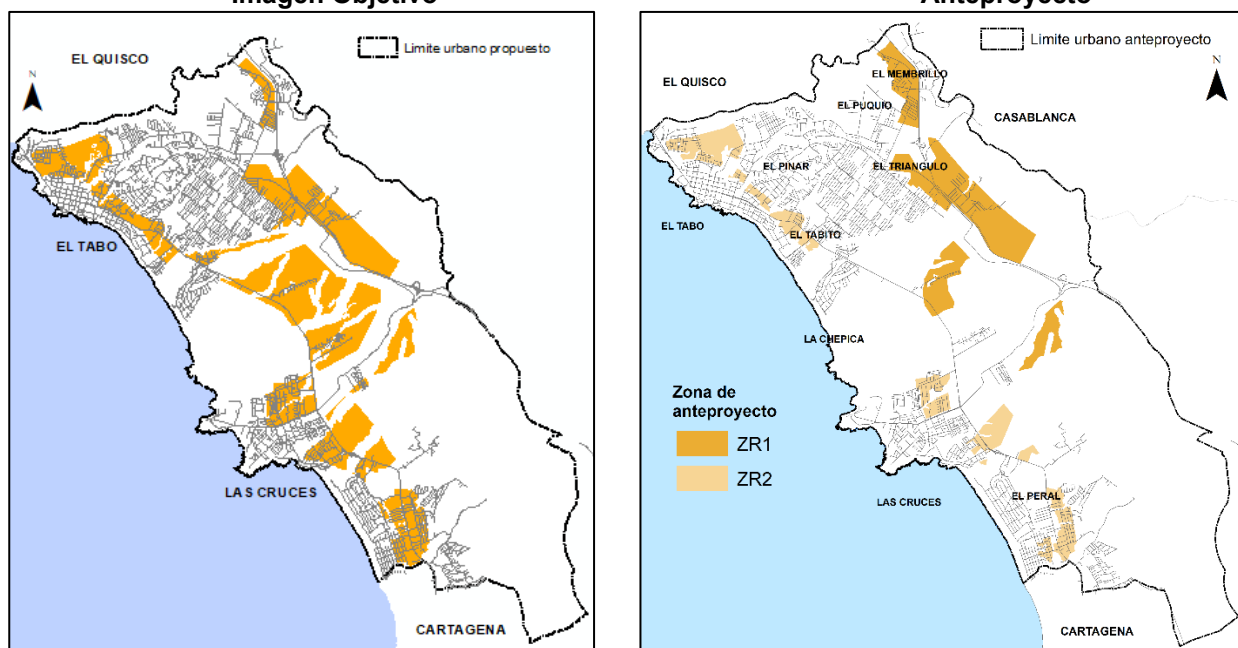 Imagen Objetivo
Anteproyecto
Limite urbano propuesto
EL QUISCO
N
EL TABO
LAS CRUCES
CARTAGENA
Limite urbano anteproyecto
EL MEMBRILLO
EL QUISCO
N
EL PUQUIO
CASABLANCA
EL PINAR
EL TRIANGULO
EL TABO
EL TABITO
LA CHEPICA
Zona de
anteproyecto
ZR1
ZR2
EL PERAL
LAS CRUCES
CARTAGENA